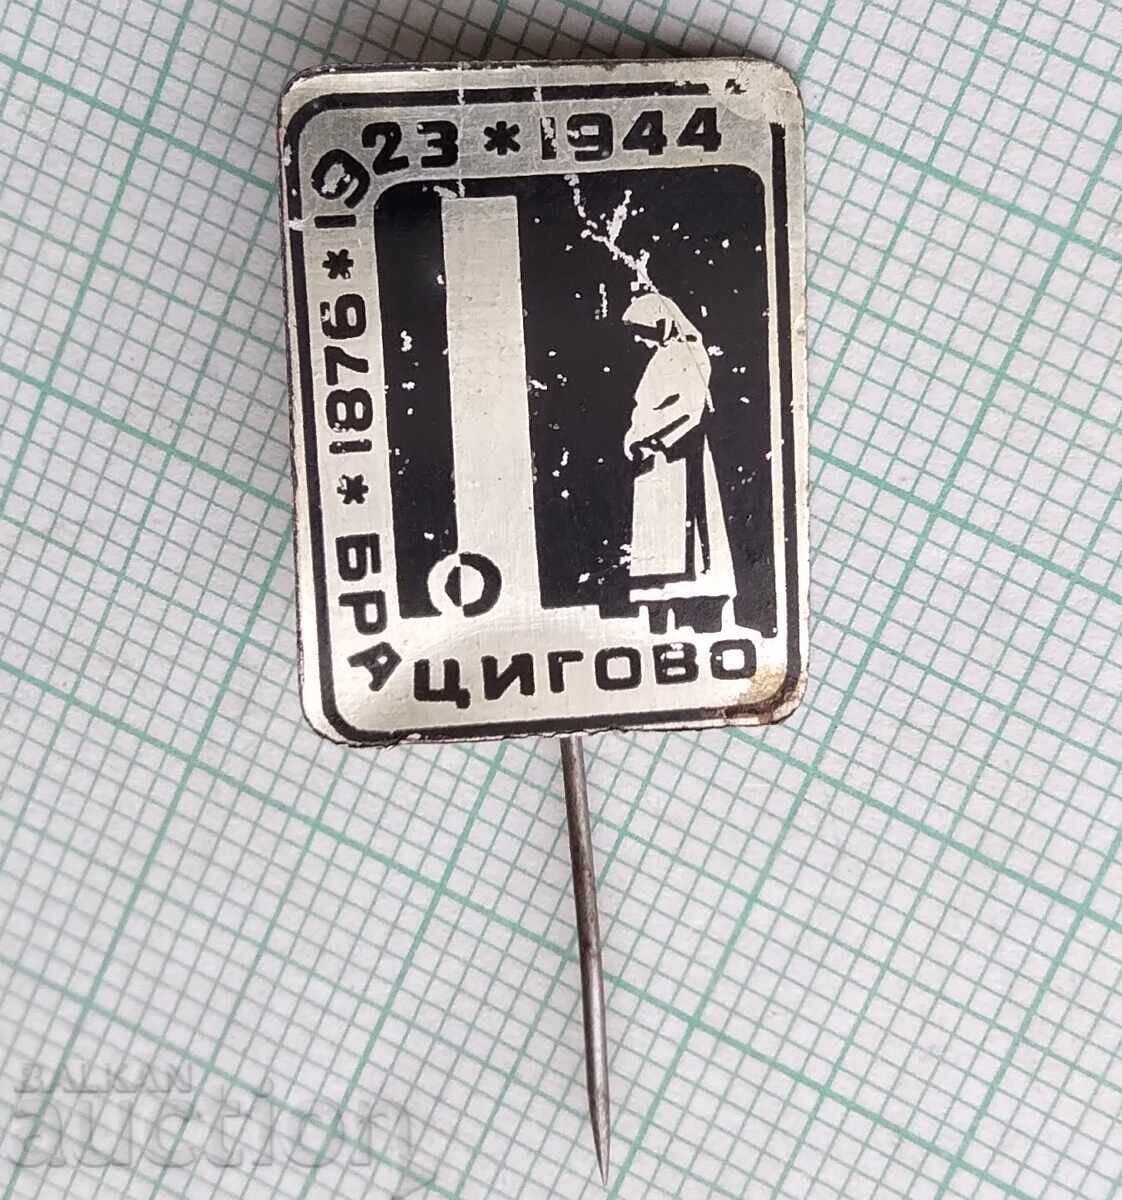 БРАЦИГОВО * 1876 * 1923 * 1944
BALKAN
auction